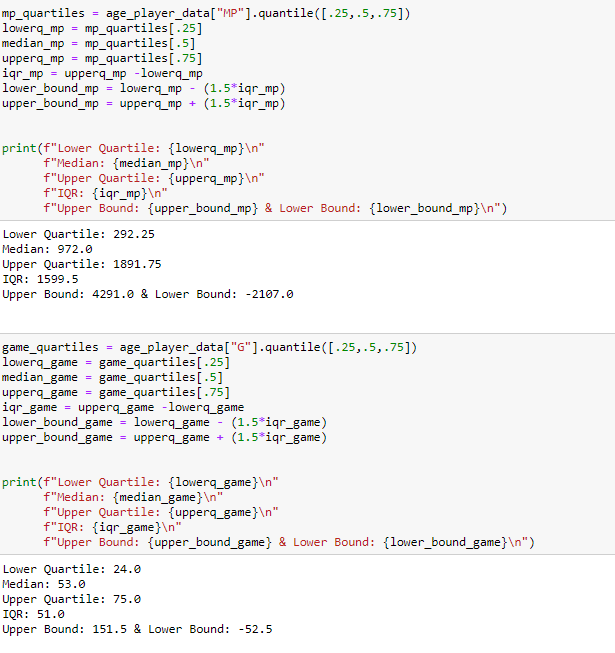 mp_quartiles = age_player_data["MP"].quantile([.25,.5,.75])
lowerq_mp = mp_quartiles[.25]
median_mp = mp_quartiles[.5]
upperq_mp = mp_quartiles[.75]
iqr_mp = upperq_mp -lowerq_mp
lower_bound_mp = lowerq_mp - (1.5*iqr_mp)
upper_bound_mp = upperq_mp + (1.5*iqr_mp)
print(f"Lower Quartile: {lowerq_mp}\n"
f"Median: {median_mp}\n"
f"Upper Quartile: {upperq_mp}\n"
f"IQR: {iqr_mp}\n"
f"Upper Bound: {upper_bound_mp} & Lower Bound: {lower_bound_mp}\n")
Lower Quartile: 292.25
Median: 972.0
Upper Quartile: 1891.75
IQR: 1599.5
Upper Bound: 4291.0 & Lower Bound: -2107.0
game_quartiles = age_player_data["G"].quantile([.25,.5,.75])
lowerq_game = game_quartiles[.25]
median_game = game_quartiles[.5]
upperq_game = game_quartiles[.75]
iqr_game = upperq_game -lowerq_game
lower_bound_game = lowerq_game - (1.5*iqr_game)
upper_bound_game = upperq_game + (1.5*iqr_game)
print(f"Lower Quartile: {lowerq_game}\n"
f"Median: {median_game}\n"
f"Upper Quartile: {upperq_game}\n"
f"IQR: {iqr_game}\n"
f"Upper Bound: {upper_bound_game} & Lower Bound: {lower_bound_game}\n")
Lower Quartile: 24.0
Median: 53.0
Upper Quartile: 75.0
IQR: 51.0
Upper Bound: 151.5 & Lower Bound: -52.5